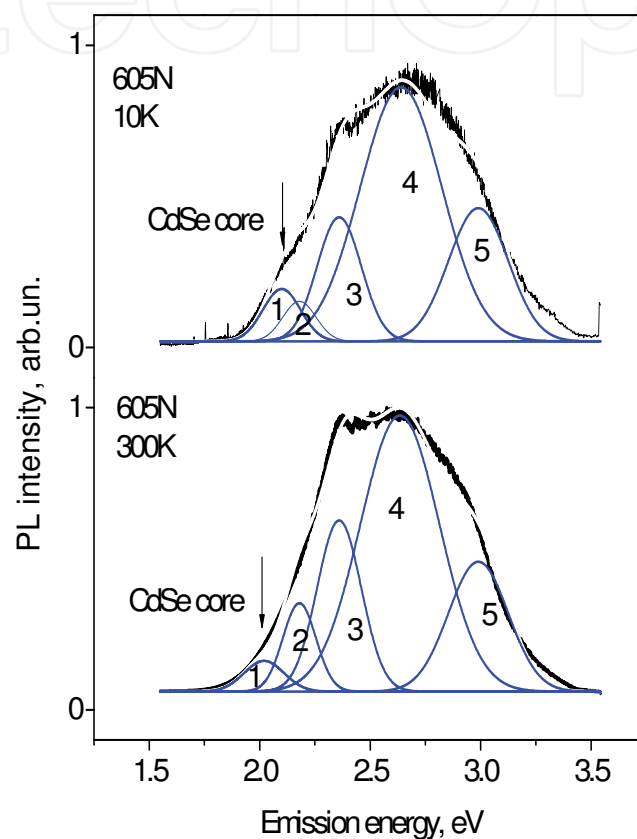 1
605N
10K
CdSe core
4
5
3
1
2
0
1
605N
300K
4
CdSe core
5
3
2
1
0
PL intensity, arb.un.
1.5 2.0 2.5 3.0 3.5
Emission energy, eV